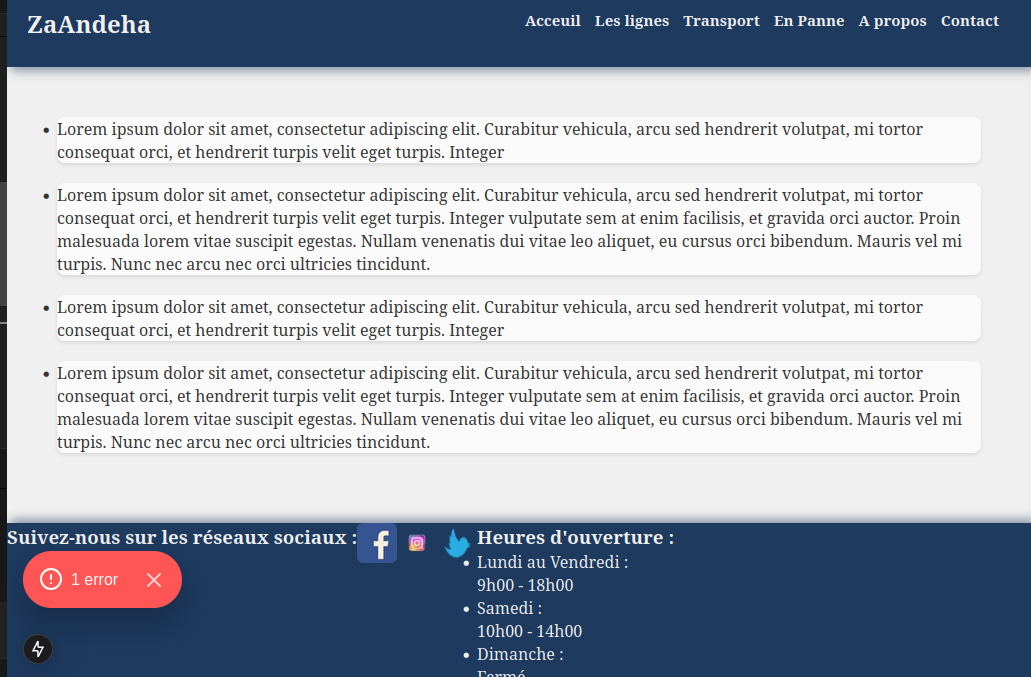 ZaAndeha
Acceuil Les lignes Transport En Panne A propos Contact
Lorem ipsum dolor sit amet, consectetur adipiscing elit. Curabitur vehicula, arcu sed hendrerit volutpat, mi tortor
consequat orci, et hendrerit turpis velit eget turpis. Integer
Lorem ipsum dolor sit amet, consectetur adipiscing elit. Curabitur vehicula, arcu sed hendrerit volutpat, mi tortor
consequat orci, et hendrerit turpis velit eget turpis. Integer vulputate sem at enim facilisis, et gravida orci auctor. Proin
malesuada lorem vitae suscipit egestas. Nullam venenatis dui vitae leo aliquet, eu cursus orci bibendum. Mauris vel mi
turpis. Nunc nec arcu nec orci ultricies tincidunt.
Lorem ipsum dolor sit amet, consectetur adipiscing elit. Curabitur vehicula, arcu sed hendrerit volutpat, mi tortor
consequat orci, et hendrerit turpis velit eget turpis. Integer
Lorem ipsum dolor sit amet, consectetur adipiscing elit. Curabitur vehicula, arcu sed hendrerit volutpat, mi tortor
consequat orci, et hendrerit turpis velit eget turpis. Integer vulputate sem at enim facilisis, et gravida orci auctor. Proin
malesuada lorem vitae suscipit egestas. Nullam venenatis dui vitae leo aliquet, eu cursus orci bibendum. Mauris vel mi
turpis. Nunc nec arcu nec orci ultricies tincidunt.
Suivez-nous sur les réseaux sociaux :
1 error
Heures d'ouverture :
Lundi au Vendredi :
9h00 - 18h00
Samedi :
10h00 - 14h00
Dimanche :
Fermé